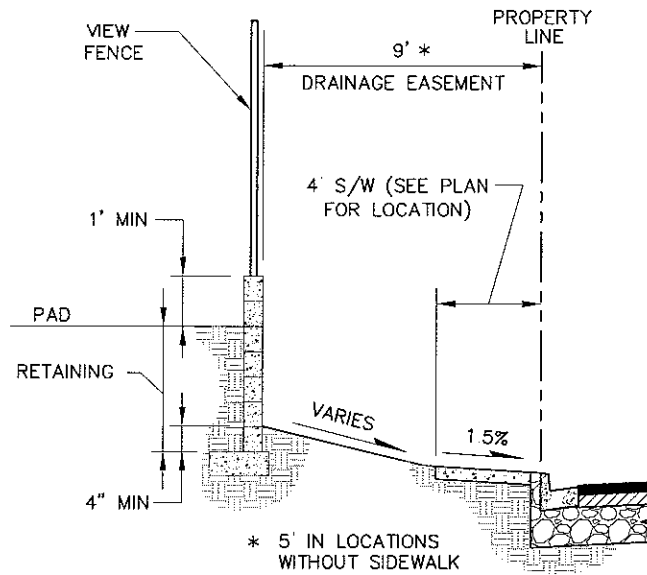 PROPERTY
LINE
VIEW
FENCE
9' *
DRAINAGE EASEMENT
4' S/W (SEE PLAN
FOR LOCATION)
1' MIN
PAD
RETAINING
VARIES
1.5%
4" MIN
* 5' IN LOCATIONS
WITHOUT SIDEWALK